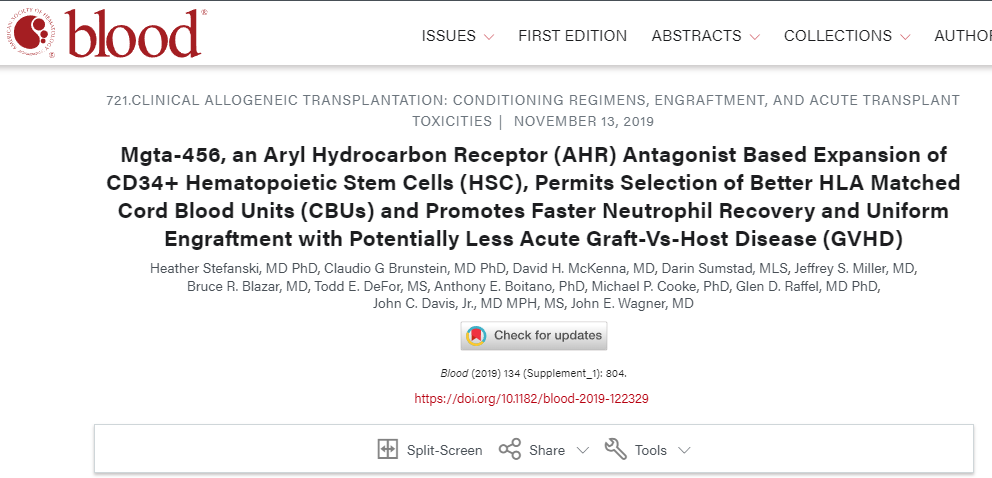 AMERICAN SOCIETY OF HEMATOLOGY
blood®
ISSUES FIRST EDITION ABSTRACTS COLLECTIONS AUTHOR
721.CLINICAL ALLOGENEIC TRANSPLANTATION: CONDITIONING REGIMENS, ENGRAFTMENT, AND ACUTE TRANSPLANT
TOXICITIES | NOVEMBER 13, 2019
Mgta-456, an Aryl Hydrocarbon Receptor (AHR) Antagonist Based Expansion of
CD34+ Hematopoietic Stem Cells (HSC), Permits Selection of Better HLA Matched
Cord Blood Units (CBUs) and Promotes Faster Neutrophil Recovery and Uniform
Engraftment with Potentially Less Acute Graft-Vs-Host Disease (GVHD)
Heather Stefanski, MD PhD, Claudio G Brunstein, MD PhD, David H. McKenna, MD, Darin Sumstad, MLS, Jeffrey S. Miller, MD,
Bruce R. Blazar, MD, Todd E. DeFor, MS, Anthony E. Boitano, PhD, Michael P. Cooke, PhD, Glen D. Raffel, MD PhD,
John C. Davis, Jr., MD MPH, MS, John E. Wagner, MD
Check for updates
Blood (2019) 134 (Supplement_1): 804.
https://doi.org/10.1182/blood-2019-122329
Split-Screen Share Tools